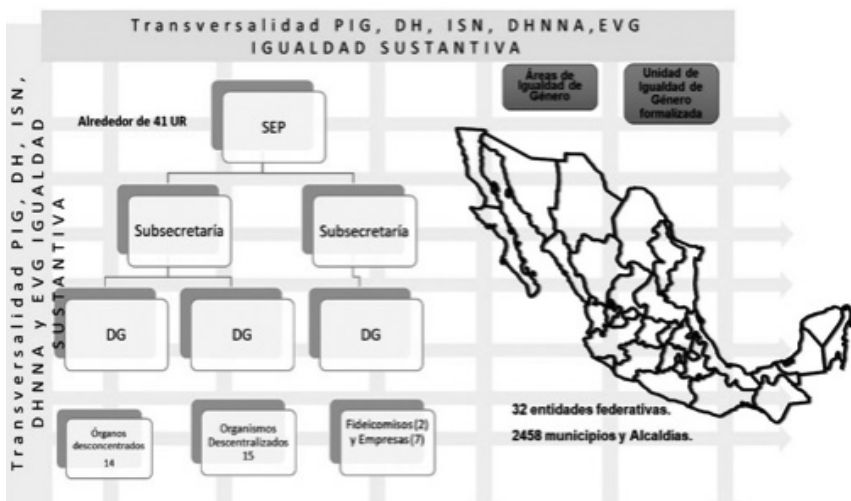 Transversalidad PIG, DH, ISN, DHNNA,EVG
IGUALDAD SUSTANTIVA
Transversalidad PIG, DH, ISN,
DHNNA y EVG IGUALDAD
SUSTANTIVA
Alrededor de 41 UR
SEP
Áreas de
Igualdad de
Género
Unidad de
Igualdad de
Género
formalizada
Subsecretaría
Subsecretaría
DG
DG
DG
Órganos
desconcentrados
14
Organismos
Descentralizados
15
Fideicomisos (2)
y Empresas (7)
32 entidades federativas.
2458 municipios y Alcaldías.